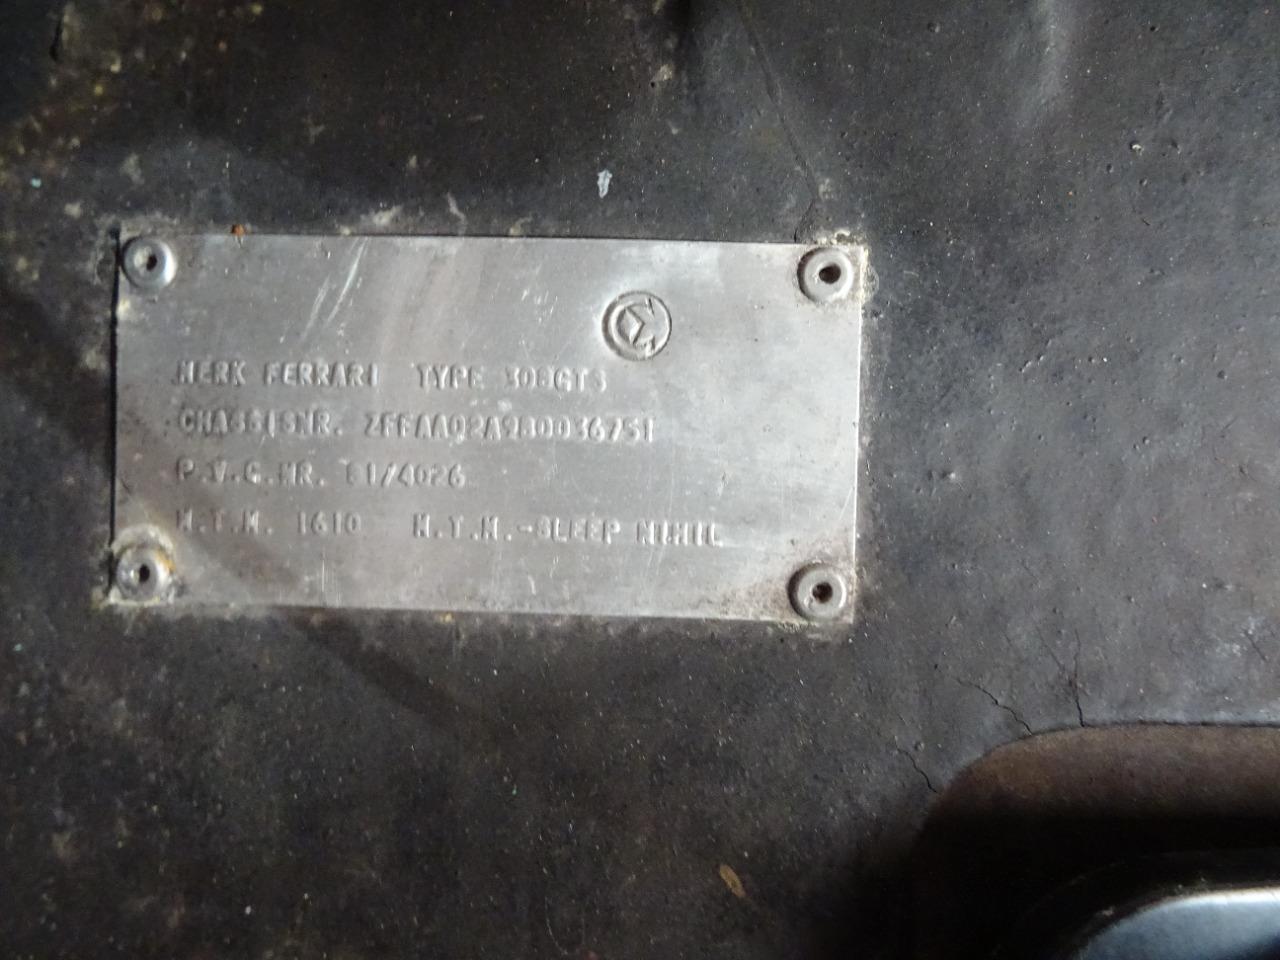 MERK FERRARI TYPE 308GTS
CHASSISNR. ZFFAA02A9B0036751
P.V.G.NR. 81/4026
M.T.M. 1610 M.T.M.-SLEEP NIHIL